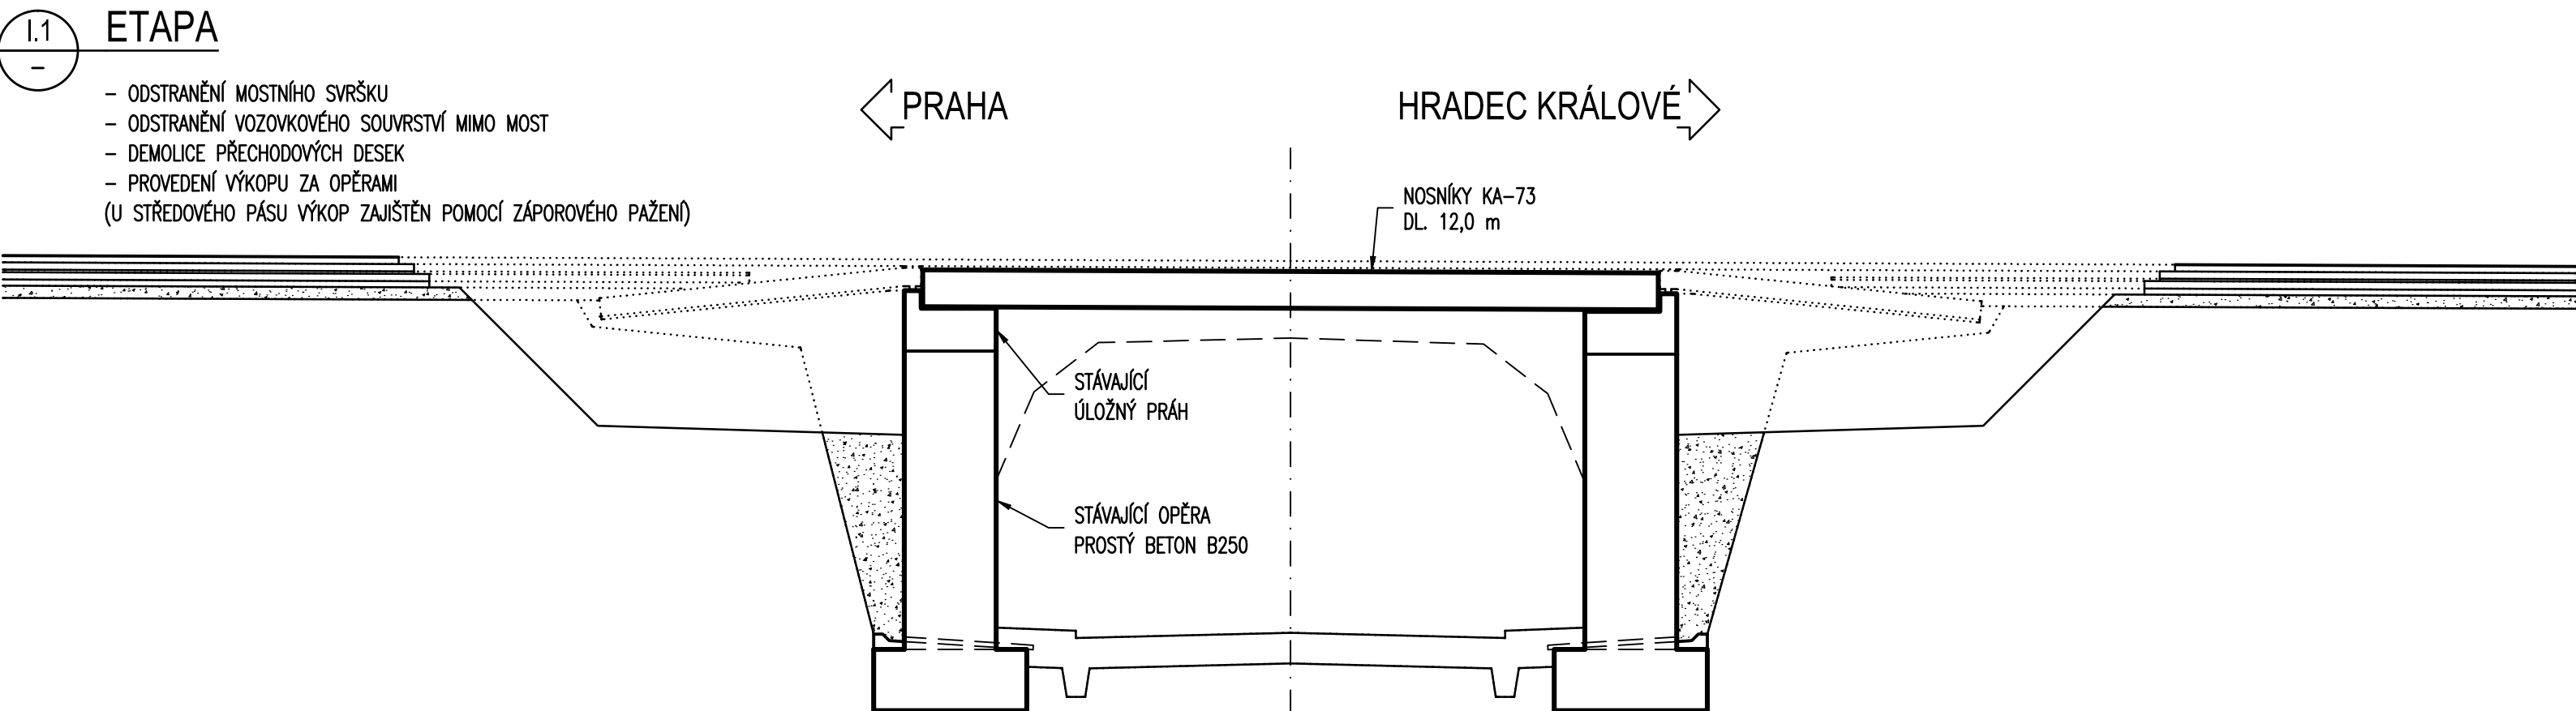 I.1
–
ETAPA
– ODSTRANĚNÍ MOSTNÍHO SVRŠKU
– ODSTRANĚNÍ VOZOVKOVÉHO SOUVRSTVÍ MIMO MOST
– DEMOLICE PŘECHODOVÝCH DESEK
– PROVEDENÍ VÝKOPU ZA OPĚRAMI
(U STŘEDOVÉHO PÁSU VÝKOP ZAJIŠTĚN POMOCÍ ZÁPOROVÉHO PAŽENÍ)
PRAHA
HRADEC KRÁLOVÉ
NOSNÍKY KA–73
DL. 12,0 m
STÁVAJÍCÍ
ÚLOŽNÝ PRÁH
STÁVAJÍCÍ OPĚRA
PROSTÝ BETON B250